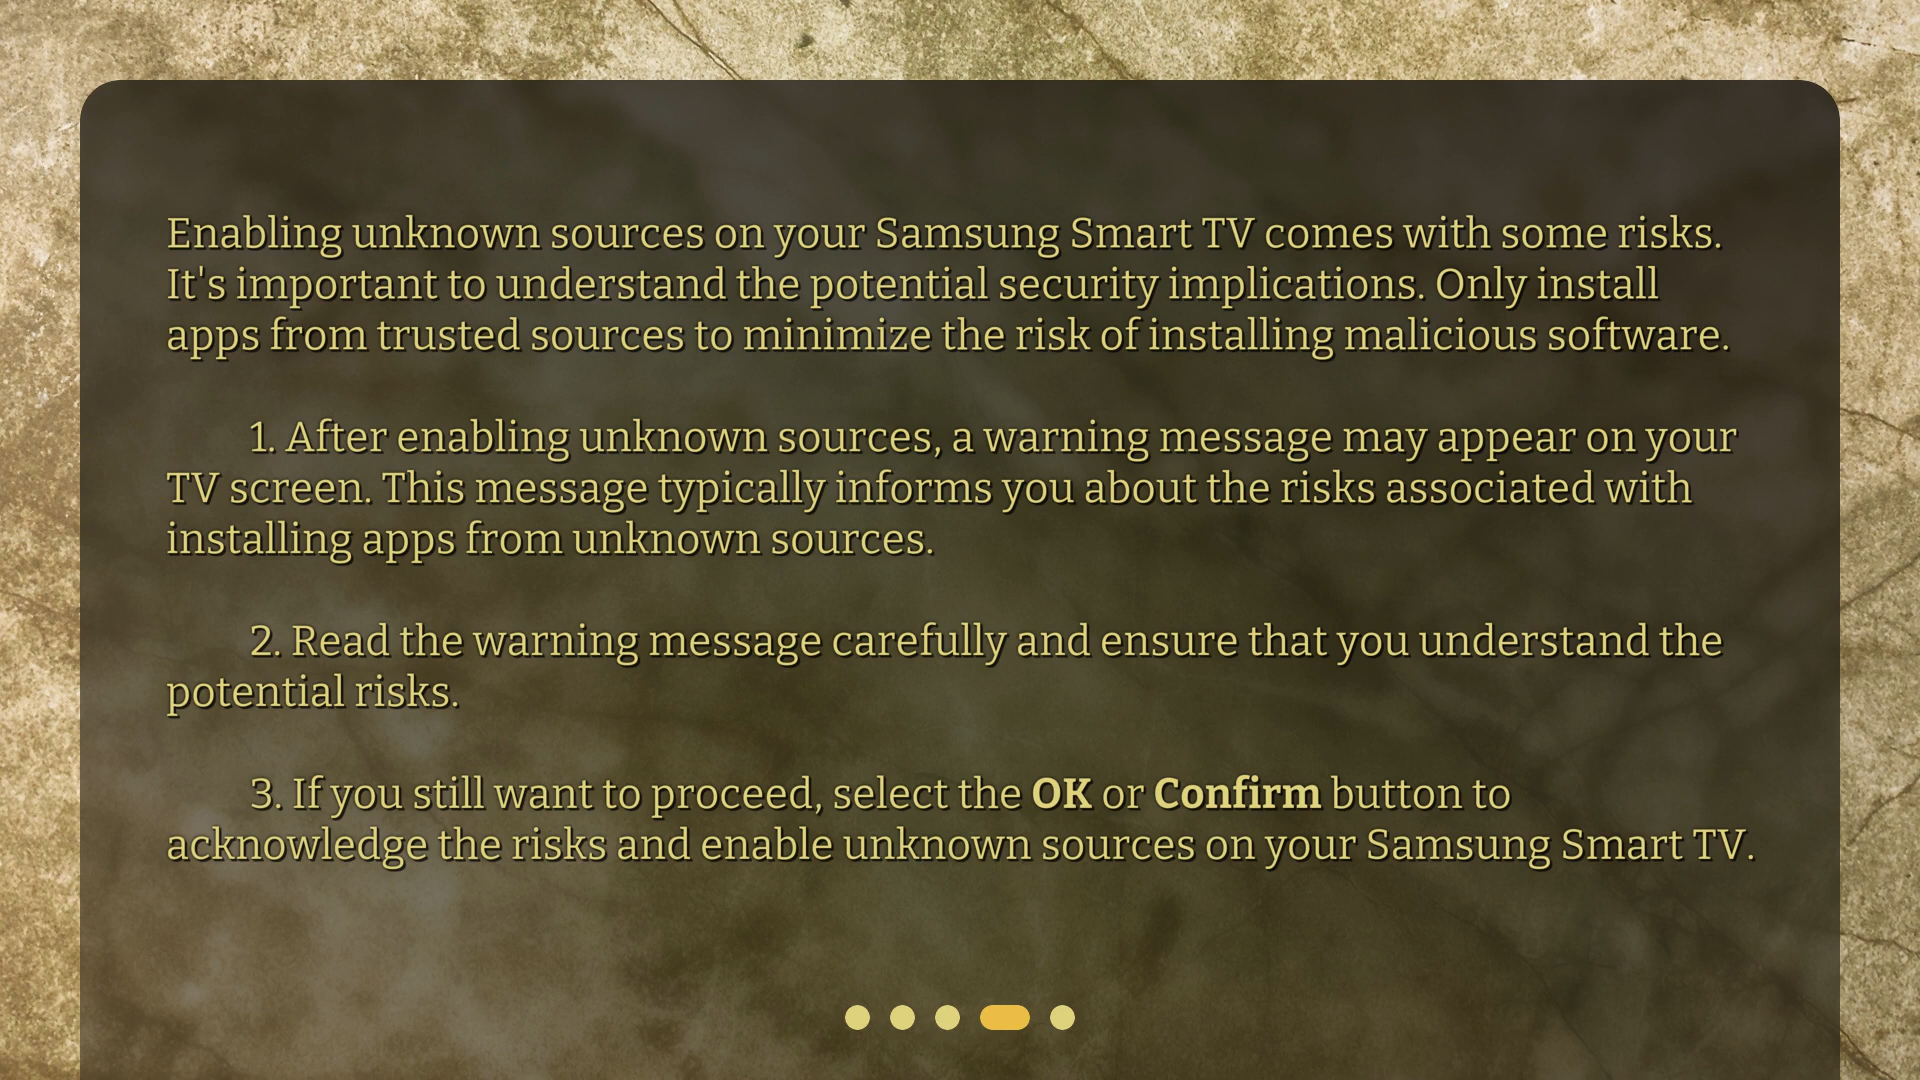 Enabling unknown sources on your Samsung Smart TV comes with some risks.
It's important to understand the potential security implications. Only install
apps from trusted sources to minimize the risk of installing malicious software.
1. After enabling unknown sources, a warning message may appear on your
TV screen. This message typically informs you about the risks associated with
installing apps from unknown sources.
2. Read the warning message carefully and ensure that you understand the
potential risks.
3. If you still want to proceed, select the OK or Confirm button to
acknowledge the risks and enable unknown sources on your Samsung Smart TV.